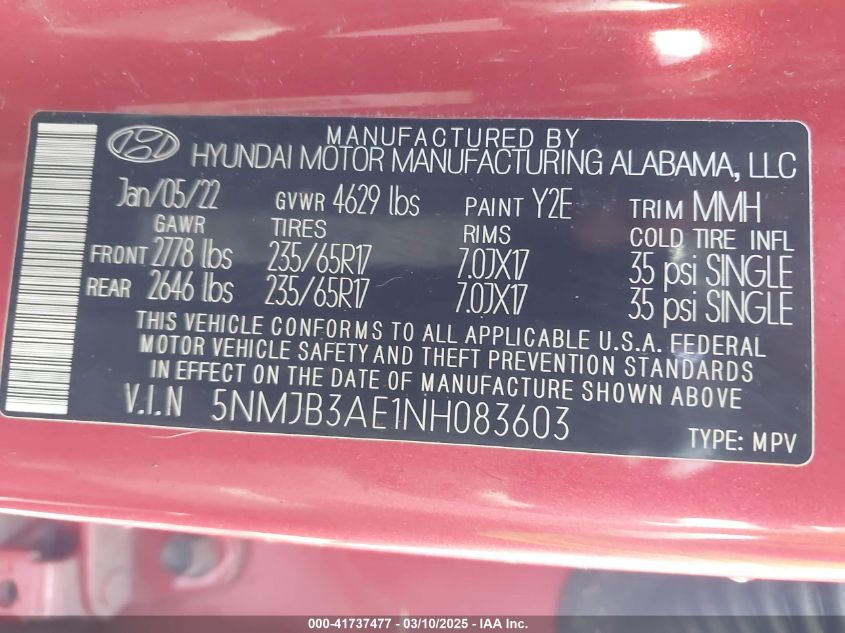 MANUFACTURED BY
HYUNDAI MOTOR MANUFACTURING ALABAMA, LLC
Jan/05/22 GVWR 4629 lbs PAINT Y2E TRIM MMH
GAWR TIRES RIMS COLD TIRE INFL
FRONT 2778 lbs 235/65R17 7.0JX17 35 psi SINGLE
REAR 2646 lbs 235/65R17 7.0JX17 35 psi SINGLE
THIS VEHICLE CONFORMS TO ALL APPLICABLE U.S.A. FEDERAL
MOTOR VEHICLE SAFETY AND THEFT PREVENTION STANDARDS
IN EFFECT ON THE DATE OF MANUFACTURE SHOWN ABOVE
V.I.N 5NMJB3AE1NH083603 TYPE: MPV
000-41737477 - 03/10/2025 - IAA Inc.